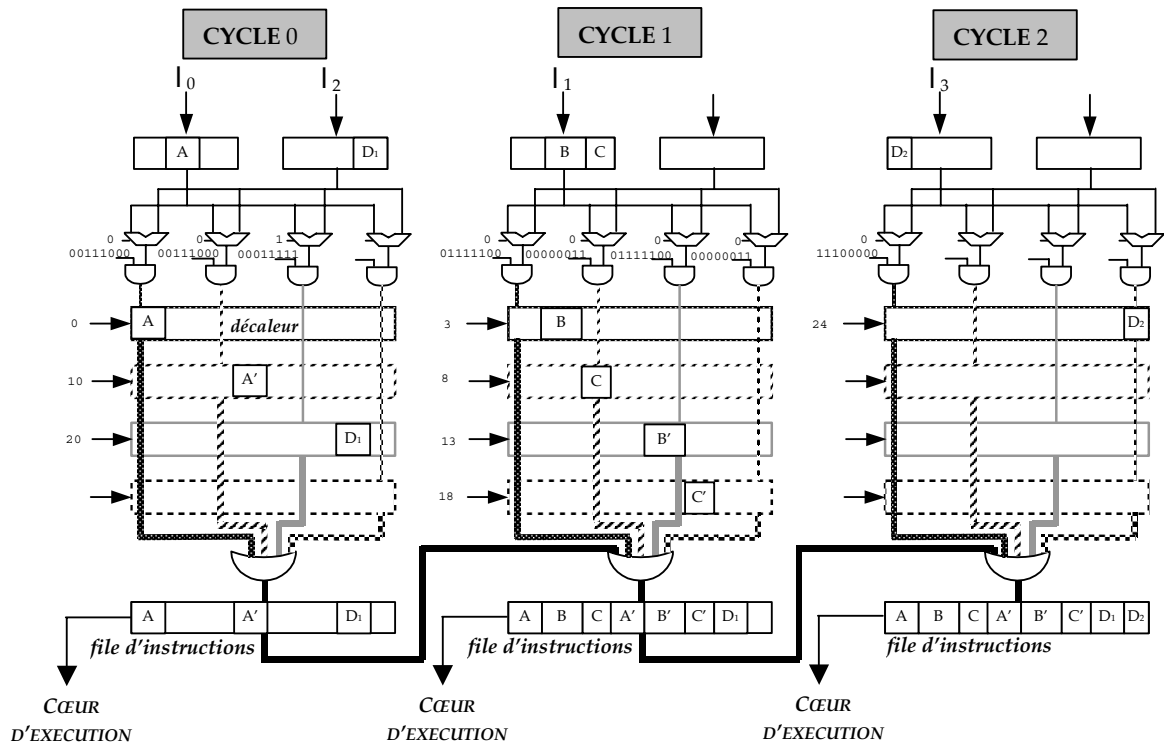 CYCLE 0
CYCLE 1
CYCLE 2
I0 I2
I1
I3
A D1
B C
D2
0 0 1
00111000 00111000 00011111
0 0 0 0
01111100 00000011 01111100 00000011
0
11100000
0 A décaleur
3 B
24 D2
10 A'
8 C
20 D1
13 B'
18 C'
A A' D1
A B C A' B' C' D1
A B C A' B' C' D1 D2
file d'instructions
file d'instructions
file d'instructions
CŒUR
D'EXECUTION
CŒUR
D'EXECUTION
CŒUR
D'EXECUTION